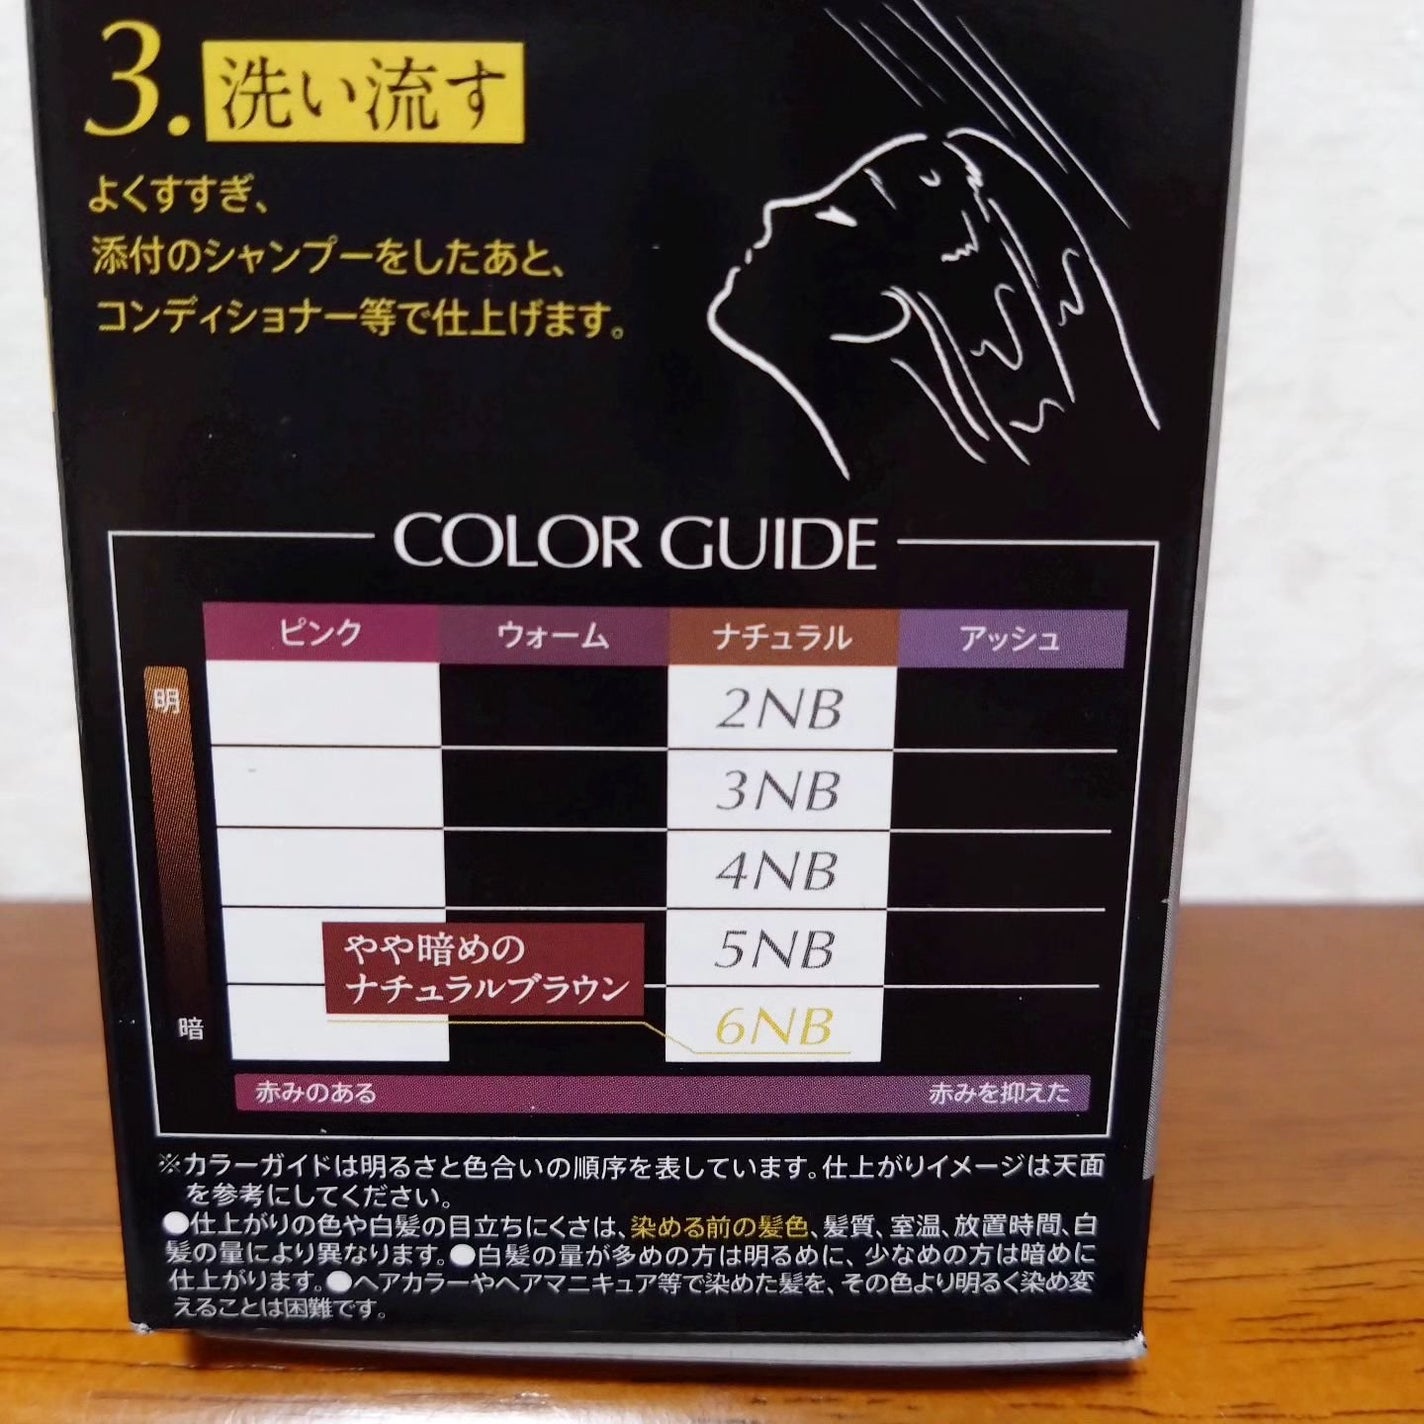 3. 洗い流す
よくすすぎ、
添付のシャンプーをしたあと、
コンディショナー等で仕上げます。
COLOR GUIDE
ピンク ウォーム ナチュラル アッシュ
明
2NB
3NB
4NB
5NB
やや暗めの
ナチュラルブラウン
6NB
暗
赤みのある 赤みを抑えた
※カラーガイドは明るさと色合いの順序を表しています。仕上がりイメージは天面
を参考にしてください。
●仕上がりの色や白髪の目立ちにくさは、染める前の髪色、髪質、室温、放置時間、白
髪の量により異なります。●白髪の量が多めの方は明るめに、少なめの方は暗めに
仕上がります。●ヘアカラーやヘアマニキュア等で染めた髪を、その色より明るく染め変
えることは困難です。